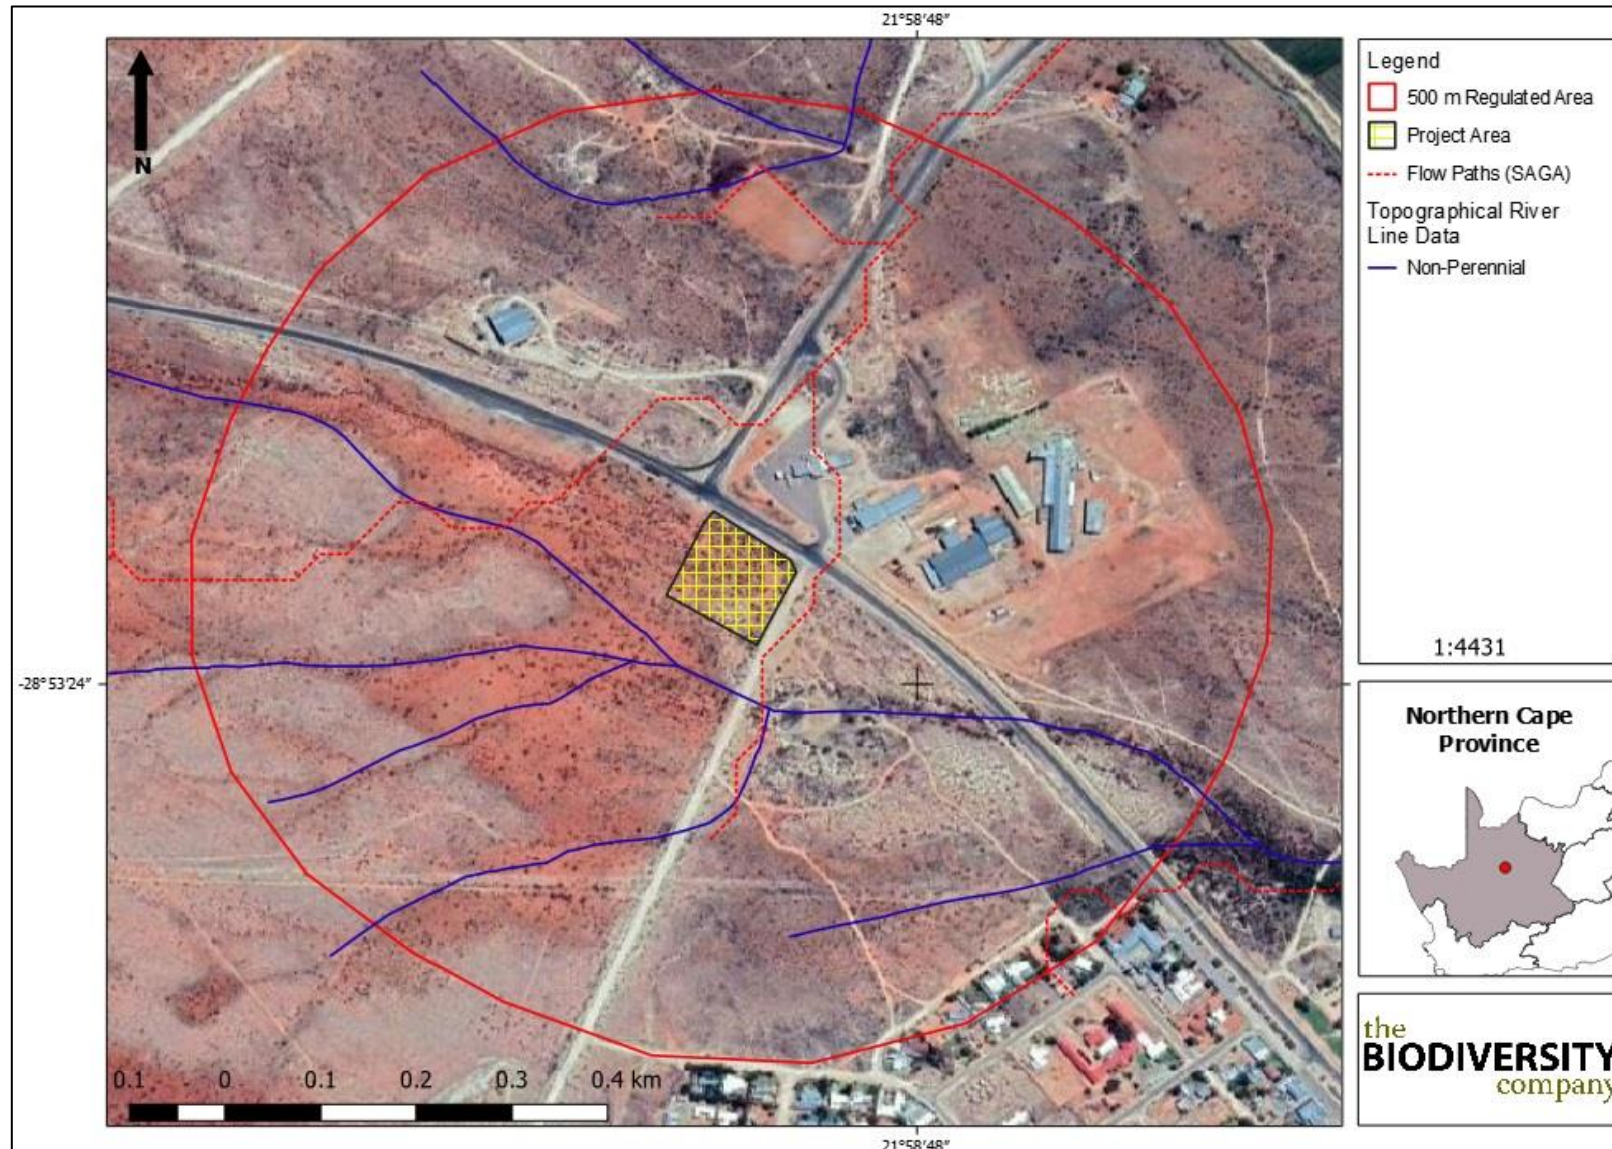 21°58'48"
N
-28°53'24"
0.1 0 0.1 0.2 0.3 0.4 km
21°58'48"
Legend
500 m Regulated Area
Project Area
Flow Paths (SAGA)
Topographical River
Line Data
Non-Perennial
1:4431
Northern Cape
Province
the
BIODIVERSITY
company